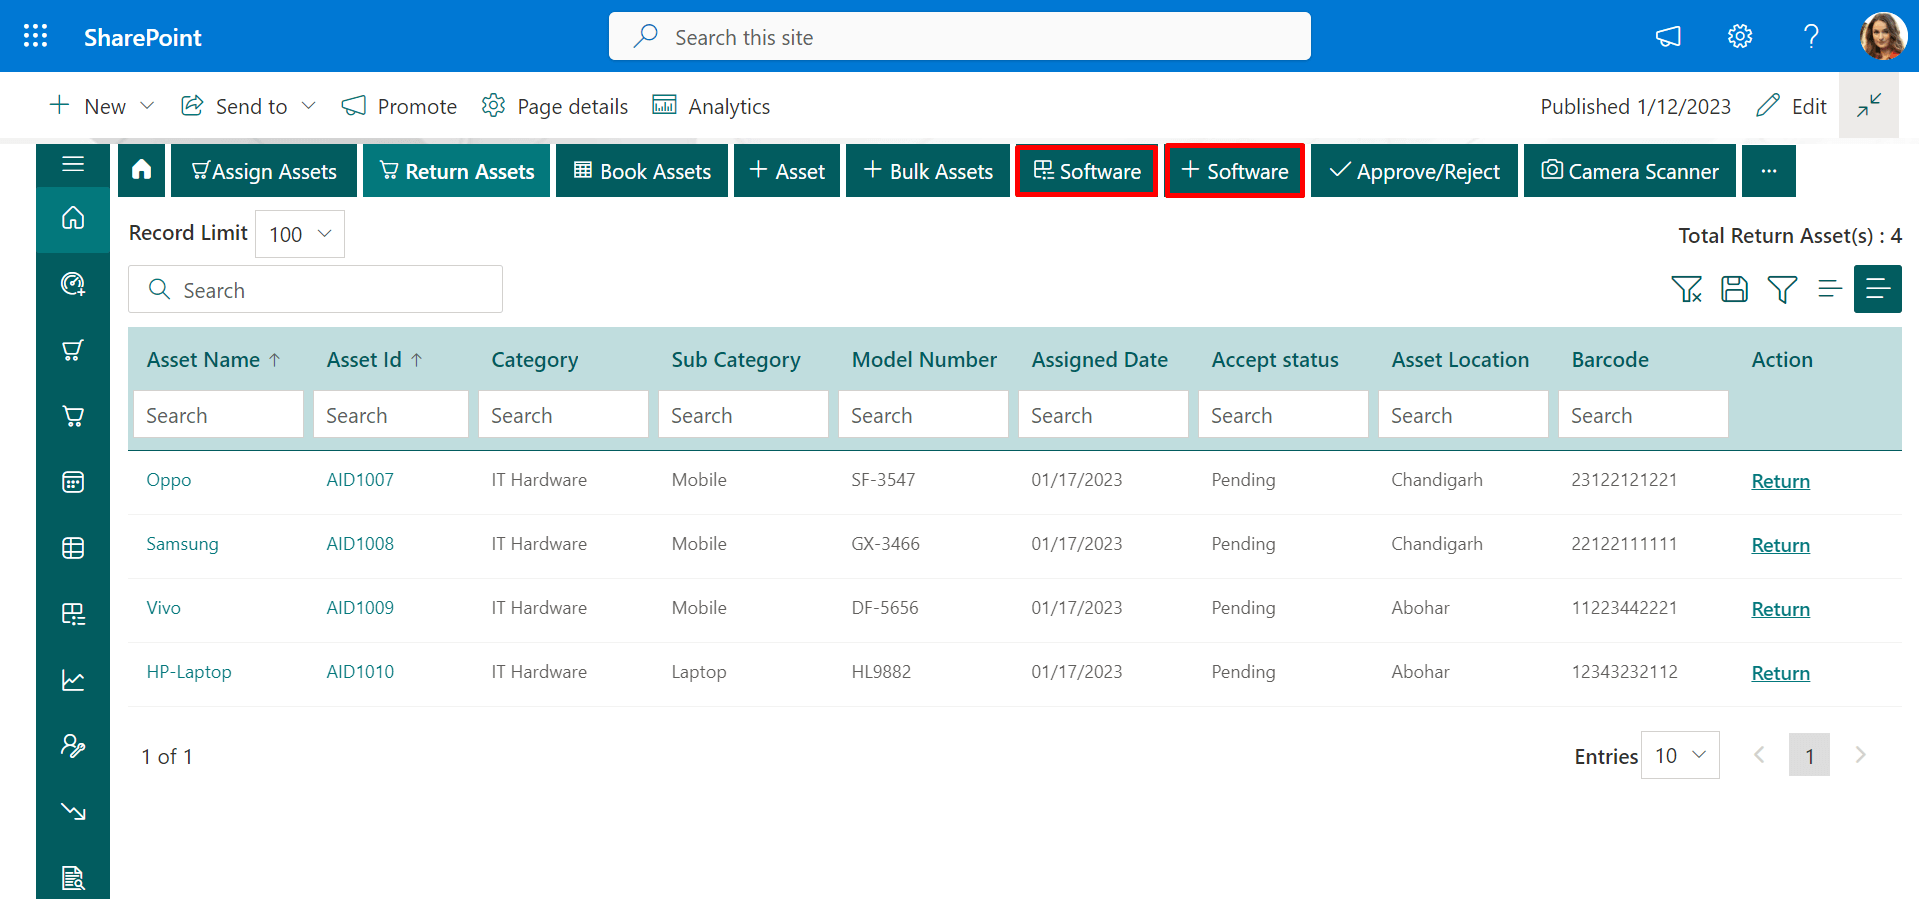 SharePoint
Search this site
New
Send to
Promote
Page details
Analytics
Published 1/12/2023
Edit
Assign Assets
Return Assets
Book Assets
+ Asset
+ Bulk Assets
Software
+ Software
Approve/Reject
Camera Scanner
...
Record Limit 100
Total Return Asset(s) : 4
Search
Asset Name ↑ Asset Id ↑ Category Sub Category Model Number Assigned Date Accept status Asset Location Barcode Action
Search Search Search Search Search Search Search Search Search
Oppo AID1007 IT Hardware Mobile SF-3547 01/17/2023 Pending Chandigarh 23122121221 Return
Samsung AID1008 IT Hardware Mobile GX-3466 01/17/2023 Pending Chandigarh 22122111111 Return
Vivo AID1009 IT Hardware Mobile DF-5656 01/17/2023 Pending Abohar 11223442221 Return
HP-Laptop AID1010 IT Hardware Laptop HL9882 01/17/2023 Pending Abohar 12343232112 Return
1 of 1
Entries 10
1